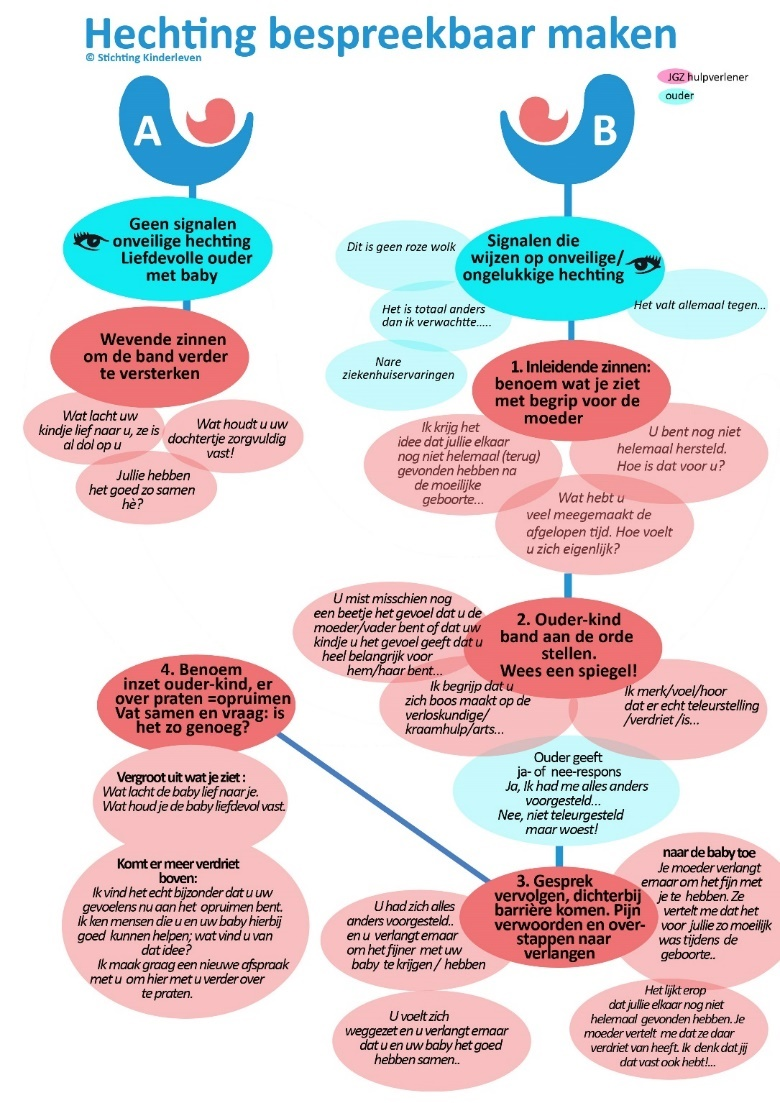 Hechting bespreekbaar maken
© Stichting Kinderleven
JGZ hulpverlener
ouder
A
B
Geen signalen
onveilige hechting
Liefdevolle ouder
met baby
Wevende zinnen
om de band verder
te versterken
Wat lacht uw
kindje lief naar u, ze is
al dol op u
Wat houdt u uw
dochtertje zorgvuldig
vast!
Jullie hebben
het goed zo samen
hè?
Signalen die
wijzen op onveilige/
ongelukkige hechting
Dit is geen roze wolk
Het is totaal anders
dan ik verwachtte.....
Het valt allemaal tegen...
Nare
ziekenhuiservaringen
1. Inleidende zinnen:
benoem wat je ziet
met begrip voor de
moeder
Ik krijg het
idee dat jullie elkaar
nog niet helemaal (terug)
gevonden hebben na
de moeilijke
geboorte...
U bent nog niet
helemaal hersteld.
Hoe is dat voor u?
Wat hebt u
veel meegemaakt de
afgelopen tijd. Hoe voelt
u zich eigenlijk?
2. Ouder-kind
band aan de orde
stellen.
Wees een spiegel!
U mist misschien nog
een beetje het gevoel dat u de
moeder/vader bent of dat uw
kindje u het gevoel geeft dat u
heel belangrijk voor
hem/haar bent...
Ik begrijp dat u
zich boos maakt op de
verloskundige/
kraamhulp/arts...
Ik merk/voel/hoor
dat er echt teleurstelling
/verdriet /is...
Ouder geeft
ja- of nee-respons
Ja, Ik had me alles anders
voorgesteld...
Nee, niet teleurgesteld
maar woest!
3. Gesprek
vervolgen, dichterbij
barrière komen. Pijn
verwoorden en over-
stappen naar
verlangen
U had zich alles
anders voorgesteld..
en u verlangt ernaar
om het fijner met uw
baby te krijgen / hebben
U voelt zich
weggezet en u verlangt ernaar
dat u en uw baby het goed
hebben samen..
naar de baby toe
Je moeder verlangt
ernaar om het fijn met
je te hebben. Ze
vertelt me dat het
voor jullie zo moeilijk
was tijdens de
geboorte..
Het lijkt erop
dat jullie elkaar nog niet
helemaal gevonden hebben. Je
moeder vertelt me dat ze daar
verdriet van heeft. Ik denk dat jij
dat vast ook hebt!...
4. Benoem
inzet ouder-kind, er
over praten =opruimen
Vat samen en vraag: is
het zo genoeg?
Vergroot uit wat je ziet :
Wat lacht de baby lief naar je.
Wat houd je de baby liefdevol vast.
Komt er meer verdriet
boven:
Ik vind het echt bijzonder dat u uw
gevoelens nu aan het opruimen bent.
Ik ken mensen die u en uw baby hierbij
goed kunnen helpen; wat vind u van
dat idee?
Ik maak graag een nieuwe afspraak
met u om hier met u verder over
te praten.